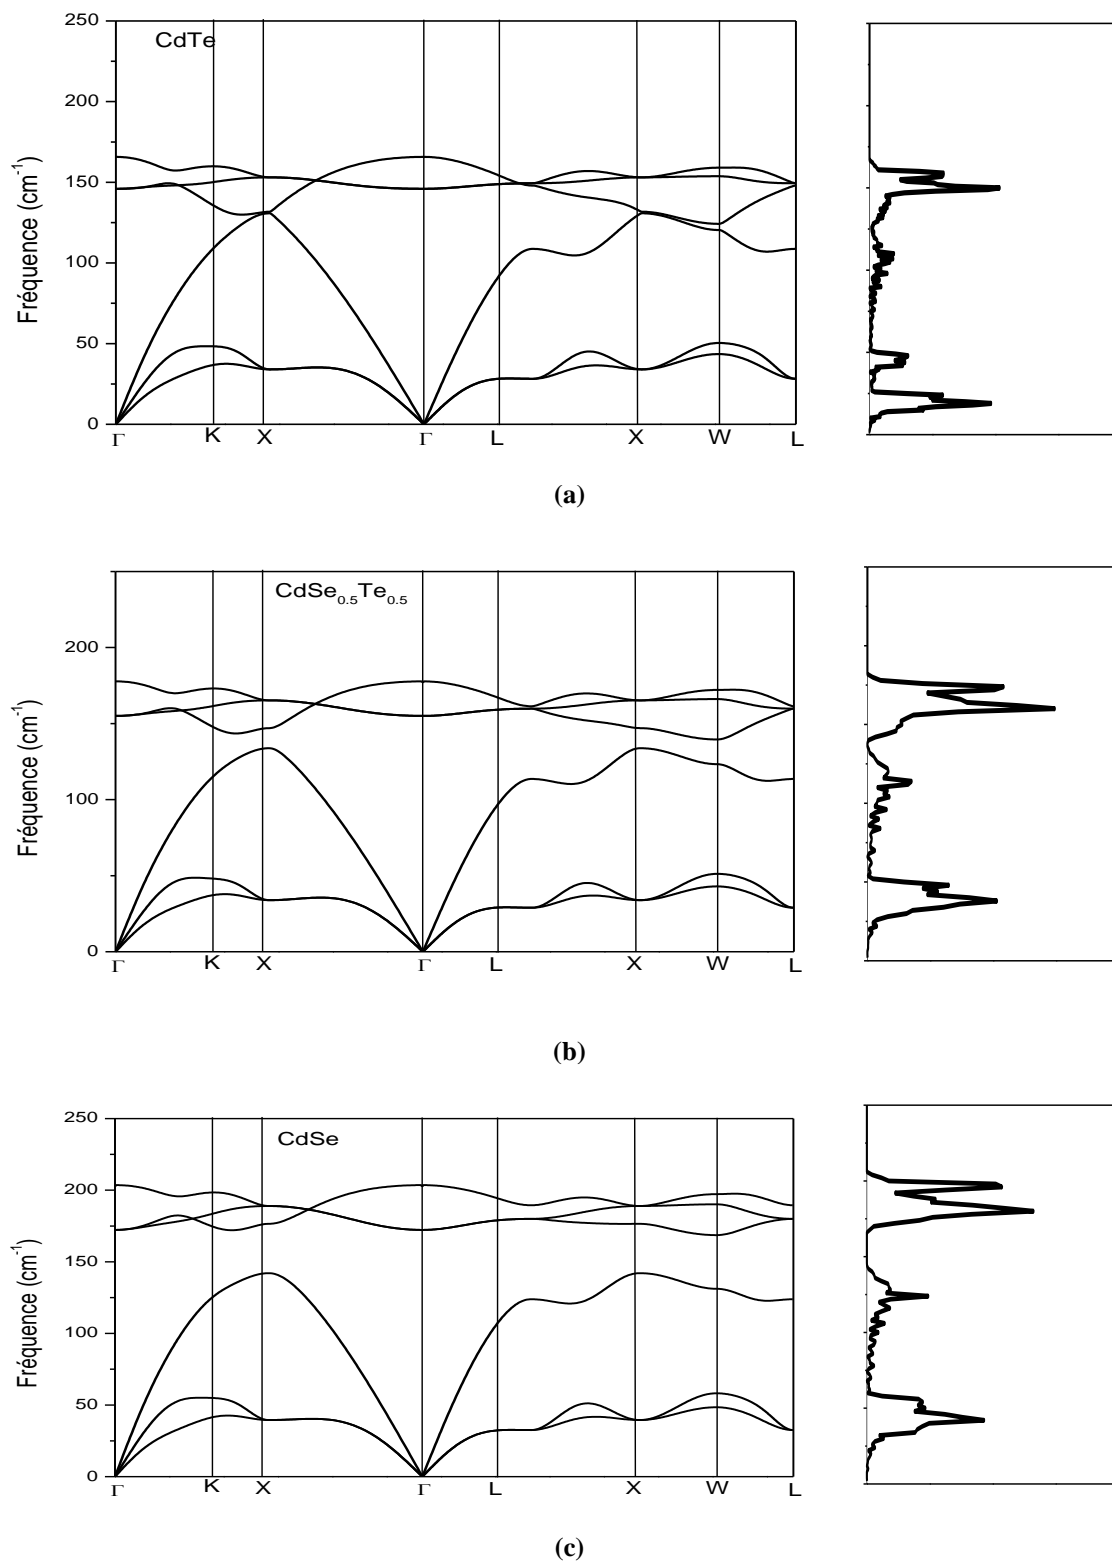 250
CdTe
200
150
100
50
0
Fréquence (cm-1)
Γ K X Γ L X W L
(a)
CdSe0.5Te0.5
200
100
0
Fréquence (cm-1)
Γ K X Γ L X W L
(b)
250
CdSe
200
150
100
50
0
Fréquence (cm-1)
Γ K X Γ L X W L
(c)